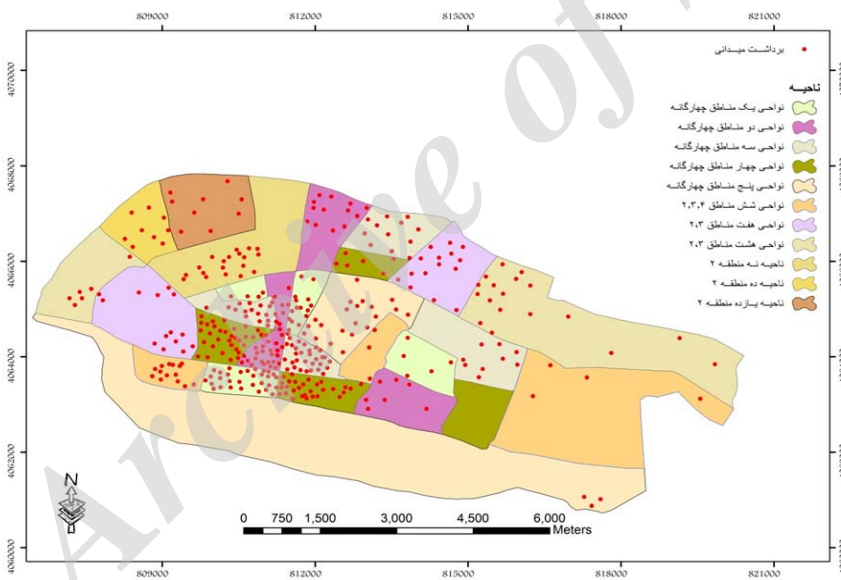 809000 812000 815000 818000 821000
4070000
برداشت میدانی
ناحیه
نواحی یک مناطق چهارگانه
نواحی دو مناطق چهارگانه
نواحی سه مناطق چهارگانه
نواحی چهار مناطق چهارگانه
نواحی پنج مناطق چهارگانه
نواحی شش مناطق ۲،۳،۴
نواحی هفت مناطق ۲،۳
نواحی هشت مناطق ۲،۳
ناحیه نه منطقه ۲
ناحیه ده منطقه ۲
ناحیه یازده منطقه ۲
4068000
4066000
4064000
4062000
4060000
Archive of
N
0 750 1,500 3,000 4,500 6,000
Meters
809000 812000 815000 818000 821000